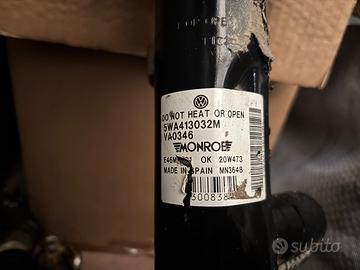 DO NOT HEAT OR OPEN
5WA413032M
VA0346
MONROE
OK 20W473
MADE IN SPAIN MN3648
subito